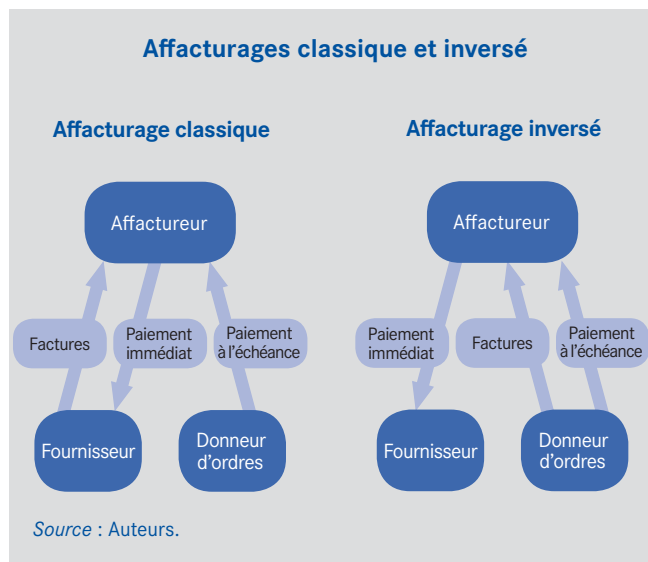 Affacturages classique et inversé
Affacturage classique
Affactureur
Factures
Paiement
immédiat
Paiement
à l'échéance
Fournisseur
Donneur
d'ordres
Affacturage inversé
Affactureur
Paiement
immédiat
Factures
Paiement
à l'échéance
Fournisseur
Donneur
d'ordres
Source : Auteurs.